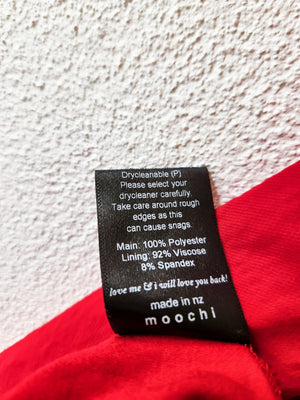 Drycleanable (P)
Please select your
drycleaner carefully.
Take care around rough
edges as this
can cause snags.
Main: 100% Polyester
Lining: 92% Viscose
8% Spandex
love me & i will love you back!
made in nz
moochi